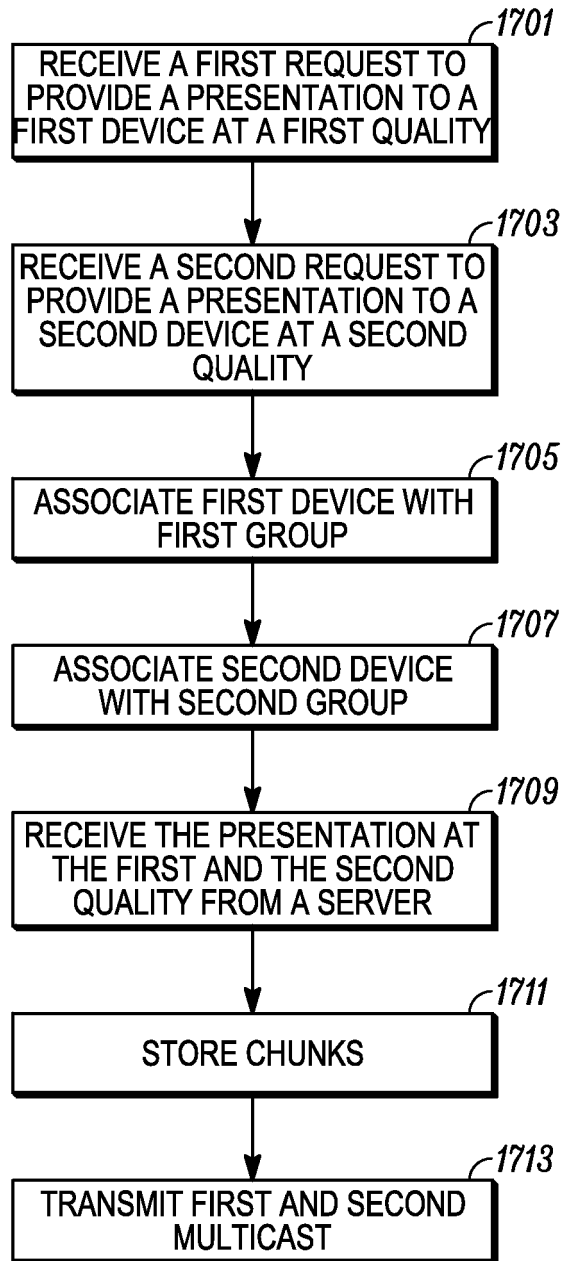 1701
RECEIVE A FIRST REQUEST TO
PROVIDE A PRESENTATION TO A
FIRST DEVICE AT A FIRST QUALITY
1703
RECEIVE A SECOND REQUEST TO
PROVIDE A PRESENTATION TO A
SECOND DEVICE AT A SECOND
QUALITY
1705
ASSOCIATE FIRST DEVICE WITH
FIRST GROUP
1707
ASSOCIATE SECOND DEVICE
WITH SECOND GROUP
1709
RECEIVE THE PRESENTATION AT
THE FIRST AND THE SECOND
QUALITY FROM A SERVER
1711
STORE CHUNKS
1713
TRANSMIT FIRST AND SECOND
MULTICAST